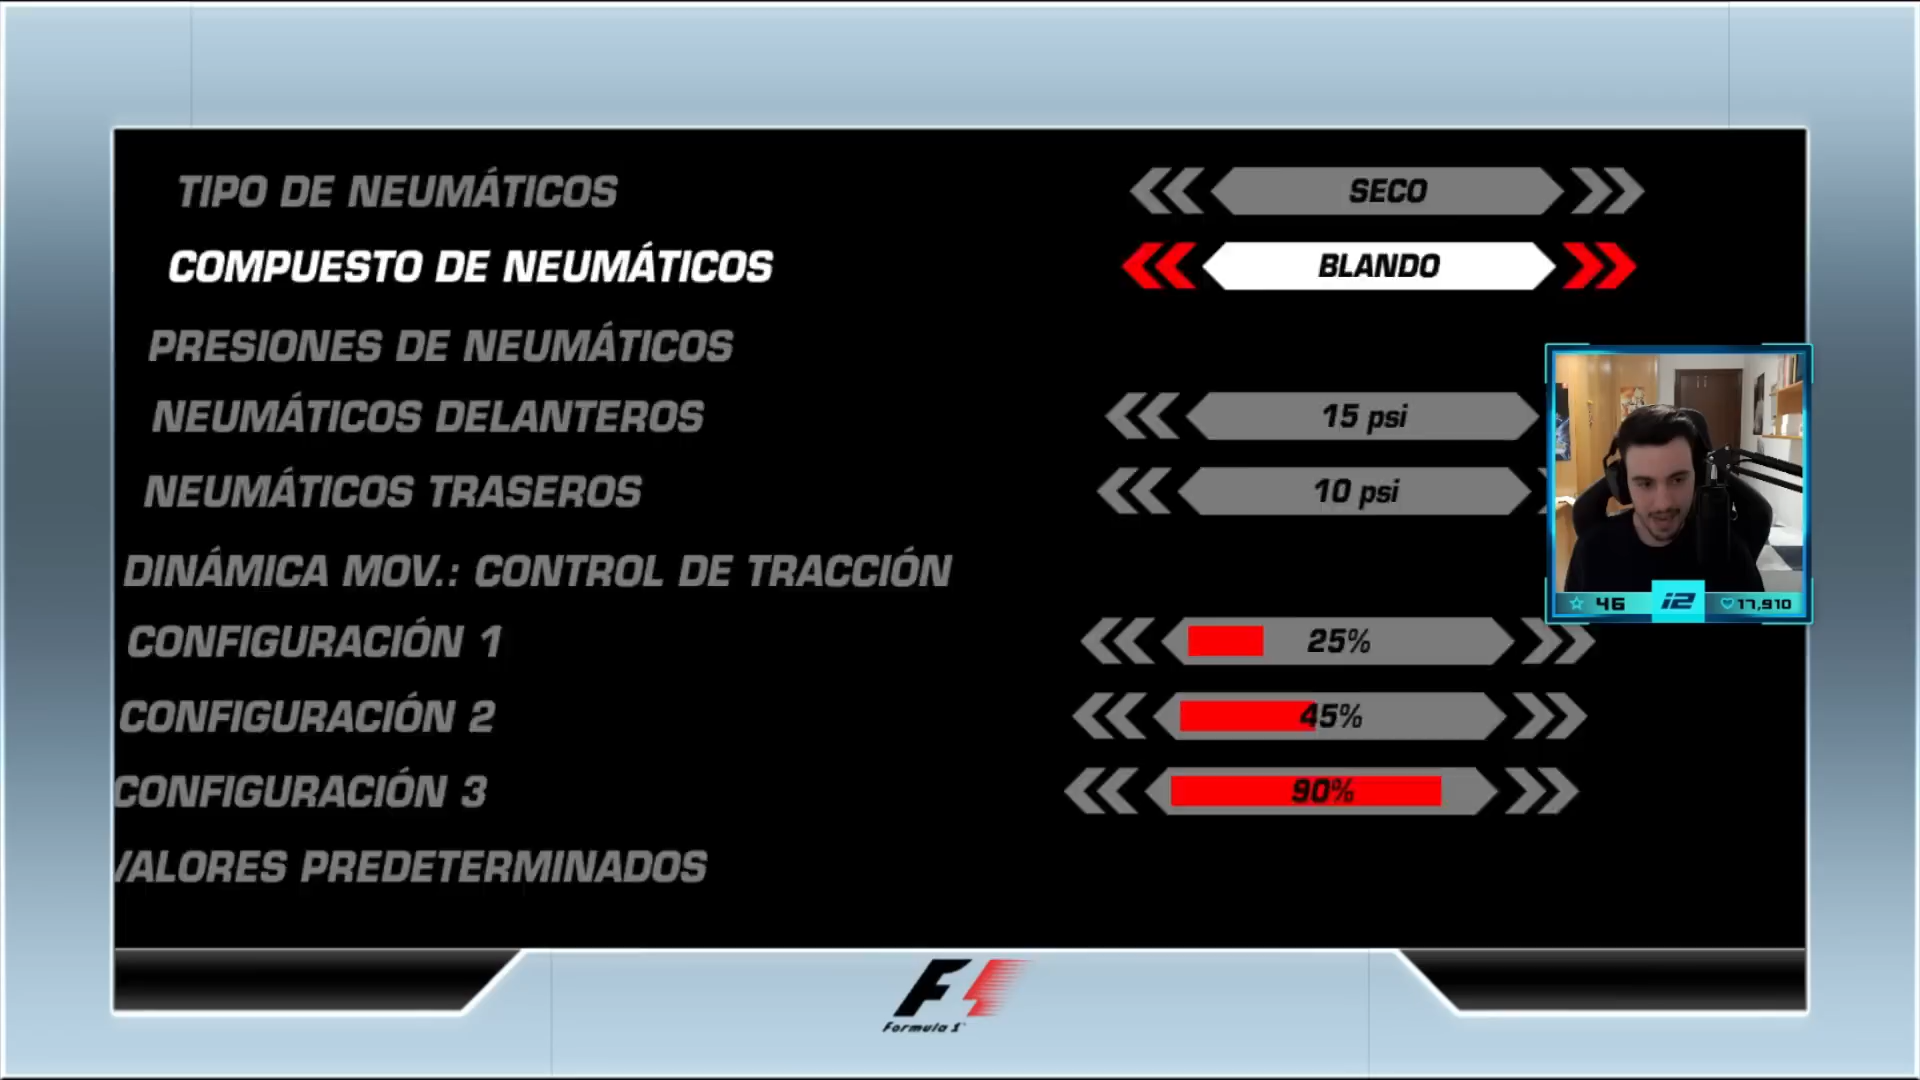 TIPO DE NEUMÁTICOS SECO
COMPUESTO DE NEUMÁTICOS BLANDO
PRESIONES DE NEUMÁTICOS
NEUMÁTICOS DELANTEROS 15 psi
NEUMÁTICOS TRASEROS 10 psi
DINÁMICA MOV.: CONTROL DE TRACCIÓN
46 i2 17,910
CONFIGURACIÓN 1 25%
CONFIGURACIÓN 2 45%
CONFIGURACIÓN 3 90%
VALORES PREDETERMINADOS
F1
Formula 1